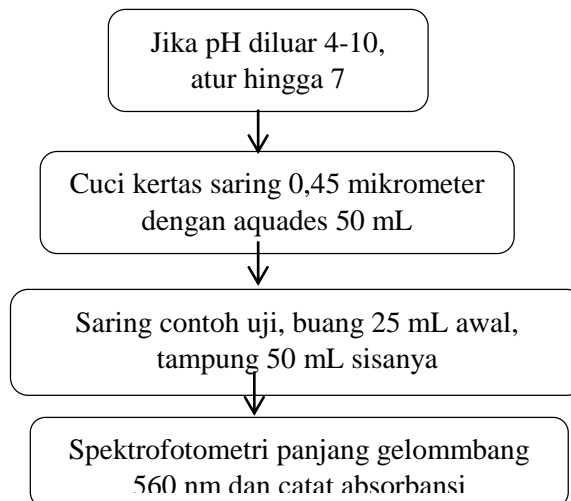 Jika pH diluar 4-10,
atur hingga 7
Cuci kertas saring 0,45 mikrometer
dengan aquades 50 mL
Saring contoh uji, buang 25 mL awal,
tampung 50 mL sisanya
Spektrofotometri panjang gelommbang
560 nm dan catat absorbansi